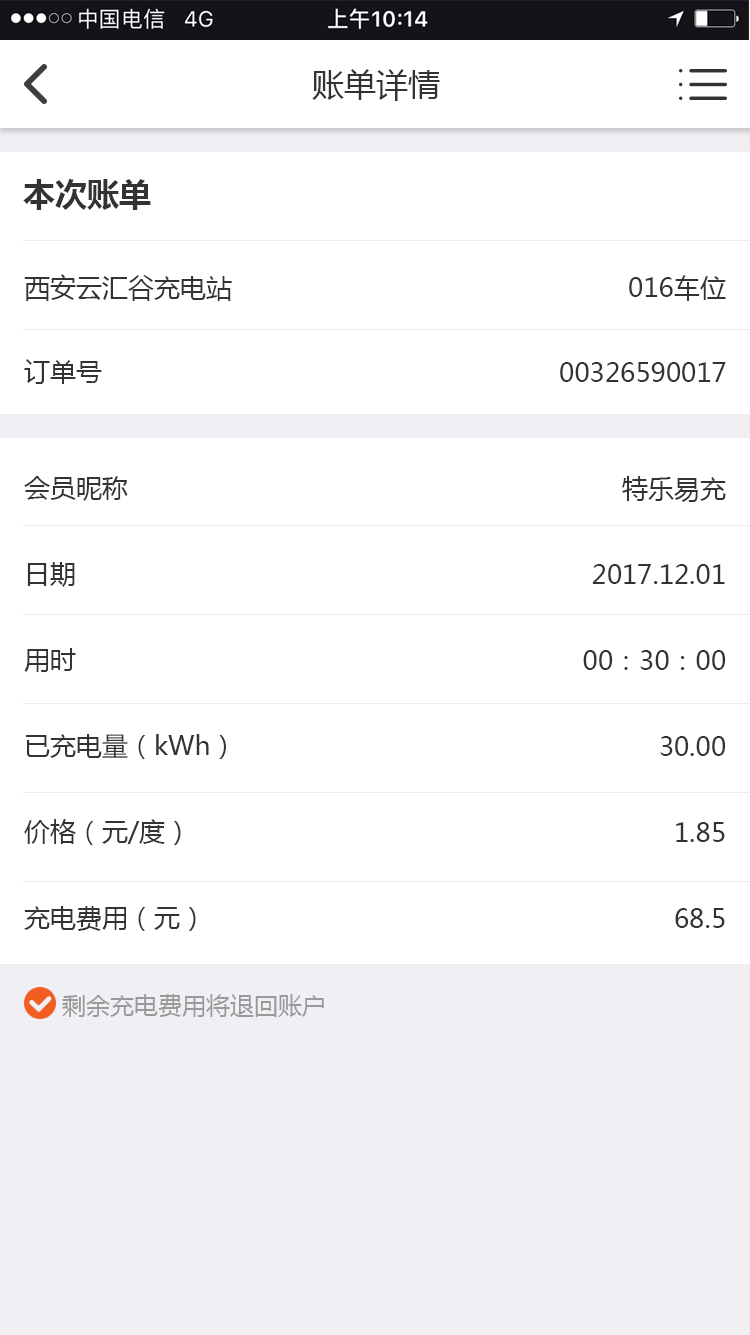 中国电信 4G 上午10:14
账单详情
本次账单
西安云汇谷充电站 016车位
订单号 00326590017
会员昵称 特乐易充
日期 2017.12.01
用时 00：30：00
已充电量（kWh） 30.00
价格（元/度） 1.85
充电费用（元） 68.5
剩余充电费用将退回账户